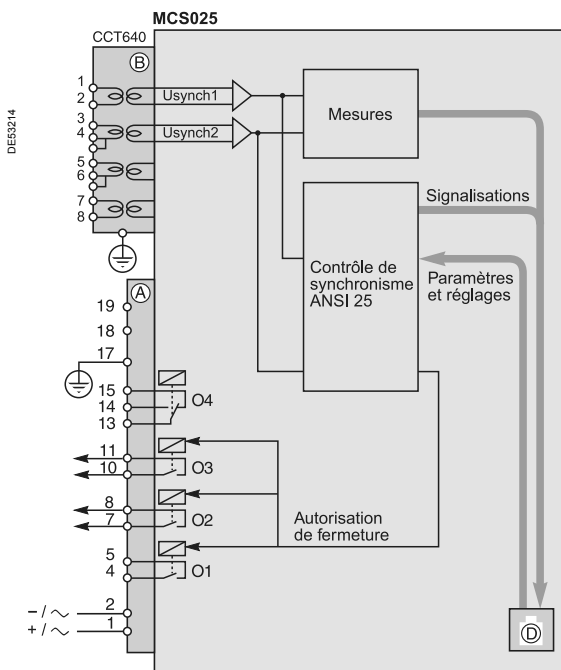 MCS025
CCT640
B
DE53214
1
2
3
4
5
6
7
8
Usynch1
Usynch2
Mesures
Signalisations
Contrôle de
synchronisme
ANSI 25
Paramètres
et réglages
A
19
18
17
15
14
13
O4
11
10
O3
8
7
O2
Autorisation
de fermeture
5
4
O1
2
1
- / ~
+ / ~
D